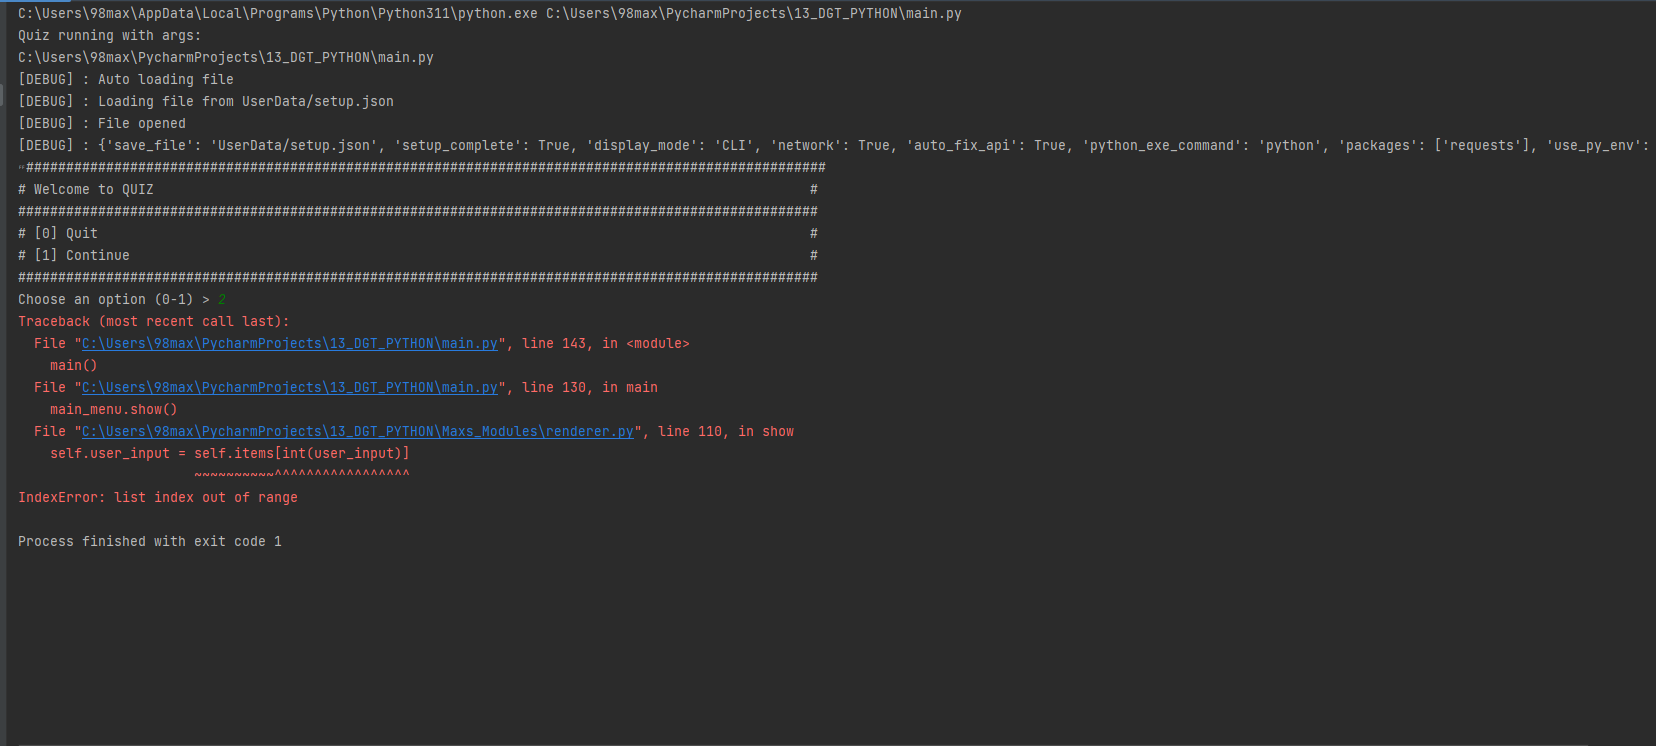 C:\Users\98max\AppData\Local\Programs\Python\Python311\python.exe C:\Users\98max\PycharmProjects\13_DGT_PYTHON\main.py
Quiz running with args:
C:\Users\98max\PycharmProjects\13_DGT_PYTHON\main.py
[DEBUG] : Auto loading file
[DEBUG] : Loading file from UserData/setup.json
[DEBUG] : File opened
[DEBUG] : {'save_file': 'UserData/setup.json', 'setup_complete': True, 'display_mode': 'CLI', 'network': True, 'auto_fix_api': True, 'python_exe_command': 'python', 'packages': ['requests'], 'use_py_env':
####################################################################################################
# Welcome to QUIZ                                                                                  #
####################################################################################################
# [0] Quit                                                                                         #
# [1] Continue                                                                                     #
####################################################################################################
Choose an option (0-1) > 2
Traceback (most recent call last):
  File "C:\Users\98max\PycharmProjects\13_DGT_PYTHON\main.py", line 143, in <module>
    main()
  File "C:\Users\98max\PycharmProjects\13_DGT_PYTHON\main.py", line 130, in main
    main_menu.show()
  File "C:\Users\98max\PycharmProjects\13_DGT_PYTHON\Maxs_Modules\renderer.py", line 110, in show
    self.user_input = self.items[int(user_input)]
                      ~~~~~~~~~~^^^^^^^^^^^^^^^^^
IndexError: list index out of range

Process finished with exit code 1